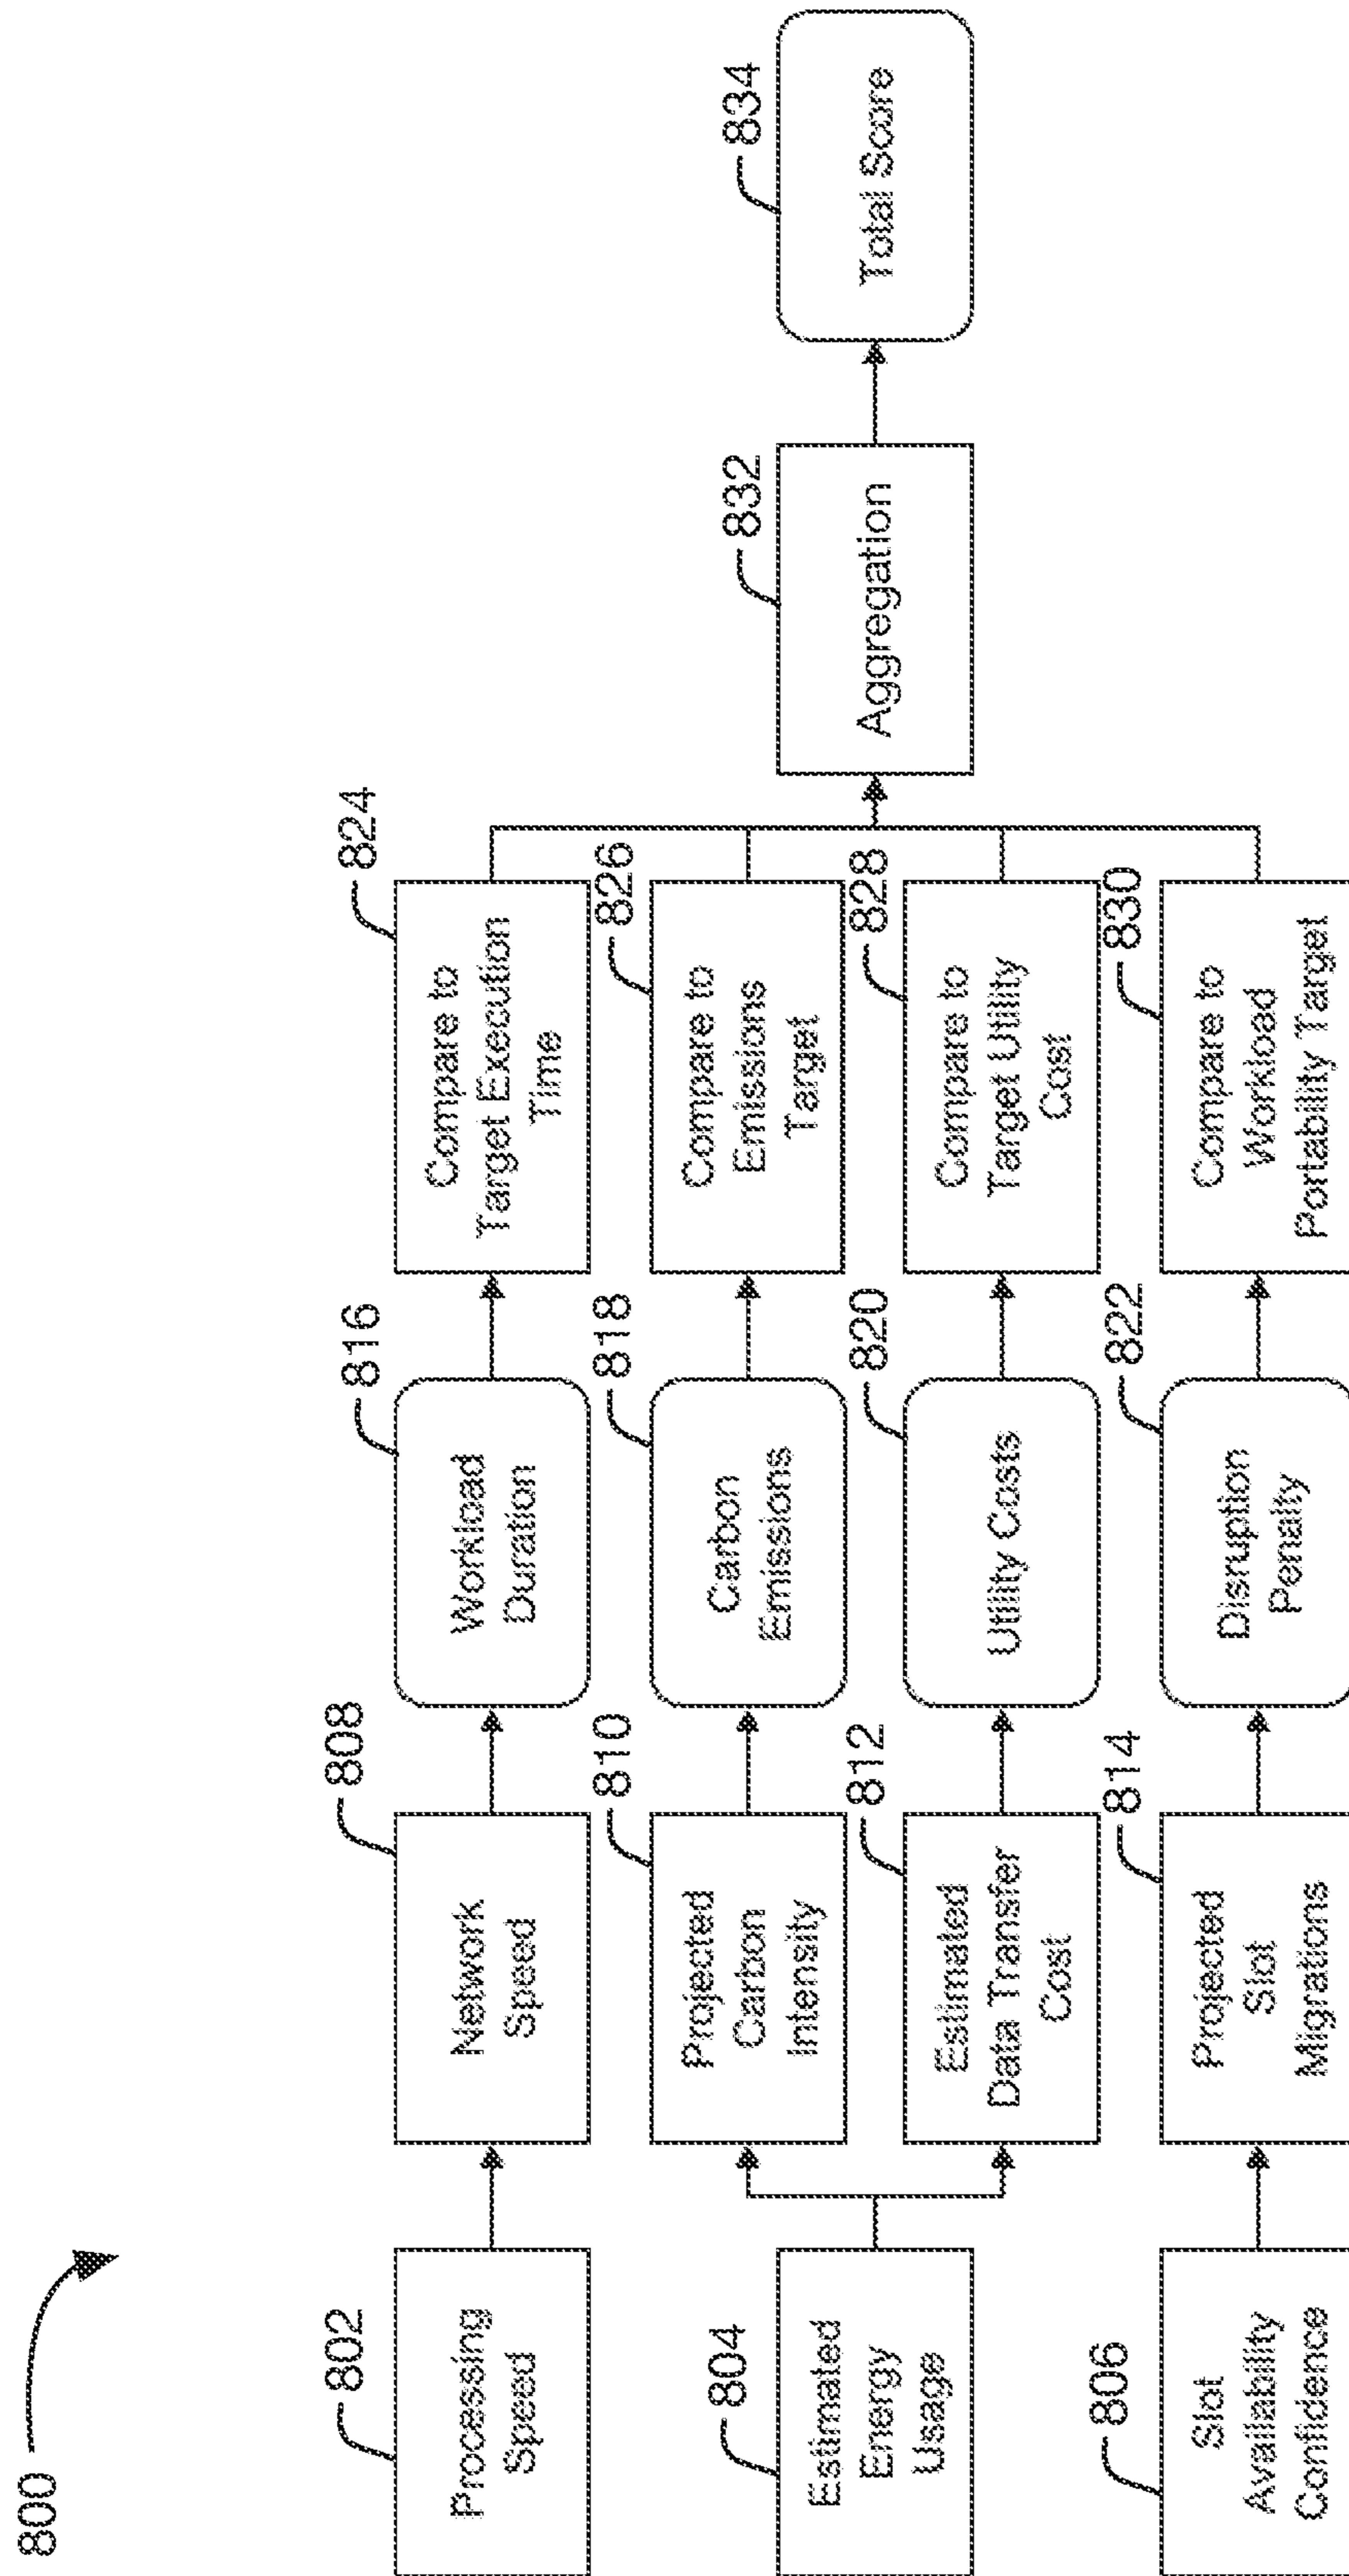 800
802
Processing
Speed
808
Network
Speed
816
Workload
Duration
824
Compare to
Target Execution
Time
804
Estimated
Energy
Usage
810
Projected
Carbon
Intensity
818
Carbon
Emissions
826
Compare to
Emissions
Target
812
Estimated
Data Transfer
Cost
820
Utility Costs
828
Compare to
Target Utility
Cost
806
Slot
Availability
Confidence
814
Projected
Slot
Migrations
822
Disruption
Penalty
830
Compare to
Workload
Portability Target
832
Aggregation
834
Total Score